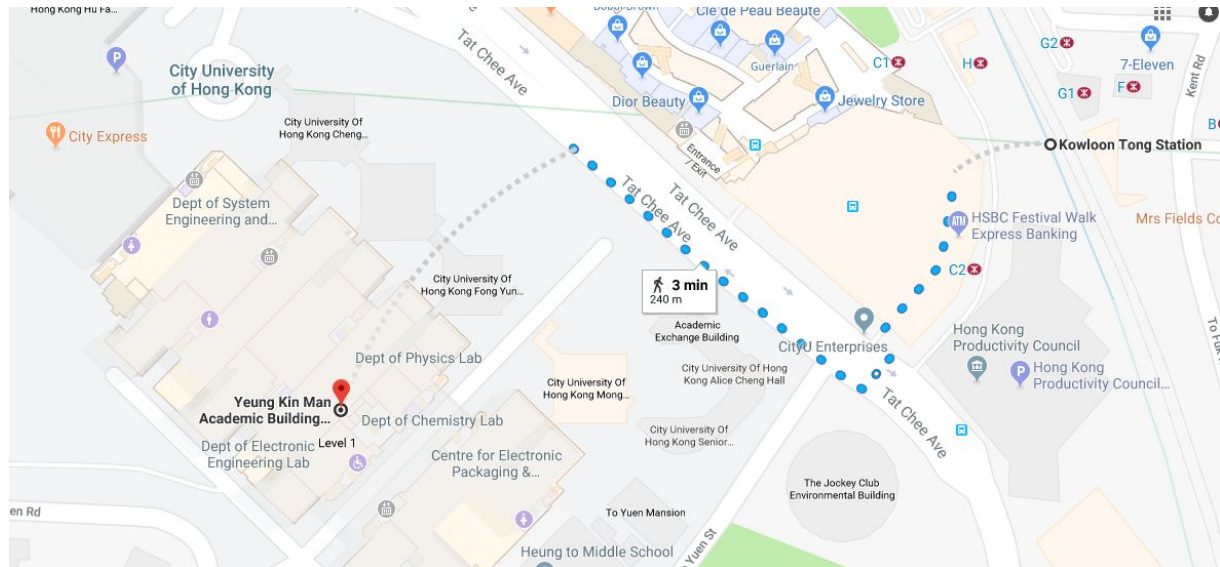 Hong Kong Hu Fa...
P
City University
of Hong Kong
City Express
City University Of
Hong Kong Cheng...
Tat Chee Ave
Bobbi Brown
Cle de Peau Beaute
Guerlain
Dior Beauty
Jewelry Store
Entrance
/ Exit
C1
H
G2
G1
F
7-Eleven
Kent Rd
B
Kowloon Tong Station
Dept of System
Engineering and...
City University Of
Hong Kong Fong Yun...
Tat Chee Ave
Tat Chee Ave
ATM
HSBC Festival Walk
Express Banking
Mrs Fields Co
C2
3 min
240 m
Academic
Exchange Building
CityU Enterprises
Hong Kong
Productivity Council
P
Hong Kong
Productivity Council...
Dept of Physics Lab
City University Of Hong
Kong Alice Cheng Hall
City University Of
Hong Kong Mong...
Yeung Kin Man
Academic Building...
Dept of Chemistry Lab
Level 1
Dept of Electronic
Engineering Lab
City University Of
Hong Kong Senior...
Tat Chee Ave
Centre for Electronic
Packaging &...
The Jockey Club
Environmental Building
To Yuen Mansion
en Rd
Heung to Middle School
o Yuen St
To Fuk